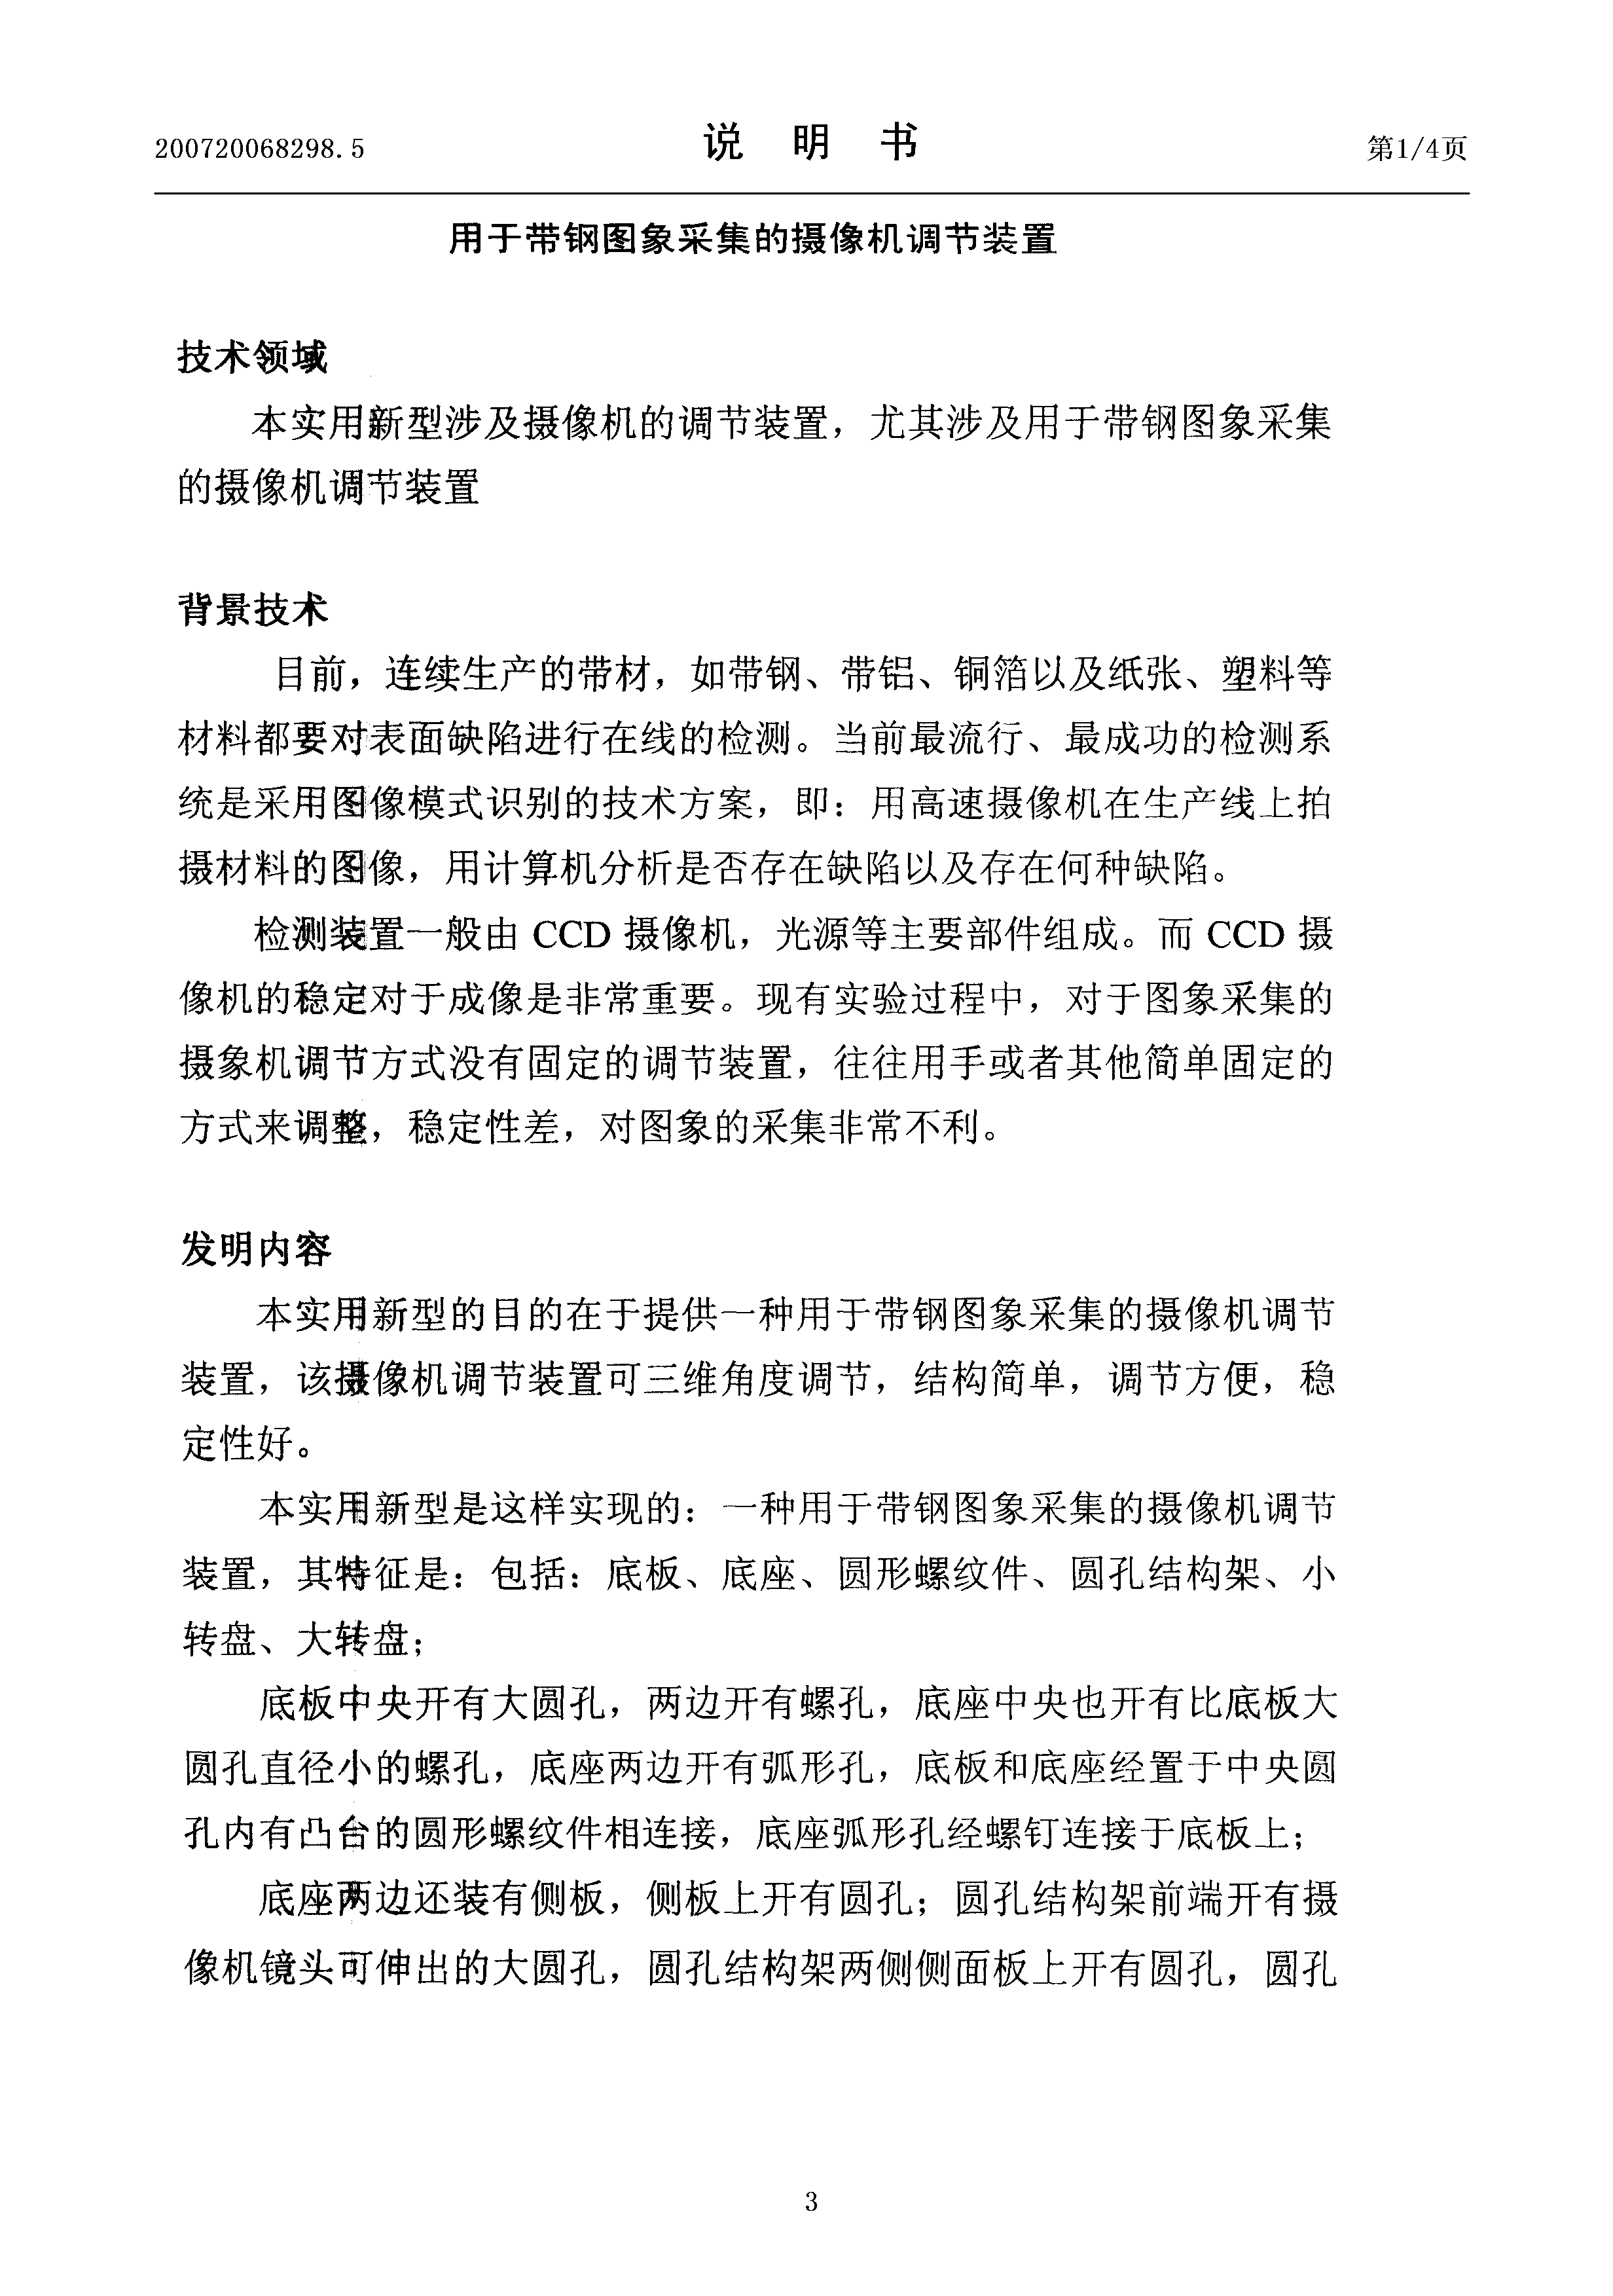 200720068298.5
说 明 书
第1/4页
用于带钢图象采集的摄像机调节装置
技术领域
本实用新型涉及摄像机的调节装置，尤其涉及用于带钢图象采集
的摄像机调节装置
背景技术
目前，连续生产的带材，如带钢、带铝、铜箔以及纸张、塑料等
材料都要对表面缺陷进行在线的检测。当前最流行、最成功的检测系
统是采用图像模式识别的技术方案，即：用高速摄像机在生产线上拍
摄材料的图像，用计算机分析是否存在缺陷以及存在何种缺陷。
检测装置一般由 CCD 摄像机，光源等主要部件组成。而 CCD 摄
像机的稳定对于成像是非常重要。现有实验过程中，对于图象采集的
摄象机调节方式没有固定的调节装置，往往用手或者其他简单固定的
方式来调整，稳定性差，对图象的采集非常不利。
发明内容
本实用新型的目的在于提供一种用于带钢图象采集的摄像机调节
装置，该摄像机调节装置可三维角度调节，结构简单，调节方便，稳
定性好。
本实用新型是这样实现的：一种用于带钢图象采集的摄像机调节
装置，其特征是：包括：底板、底座、圆形螺纹件、圆孔结构架、小
转盘、大转盘；
底板中央开有大圆孔，两边开有螺孔，底座中央也开有比底板大
圆孔直径小的螺孔，底座两边开有弧形孔，底板和底座经置于中央圆
孔内有凸台的圆形螺纹件相连接，底座弧形孔经螺钉连接于底板上；
底座两边还装有侧板，侧板上开有圆孔；圆孔结构架前端开有摄
像机镜头可伸出的大圆孔，圆孔结构架两侧侧面板上开有圆孔，圆孔
3